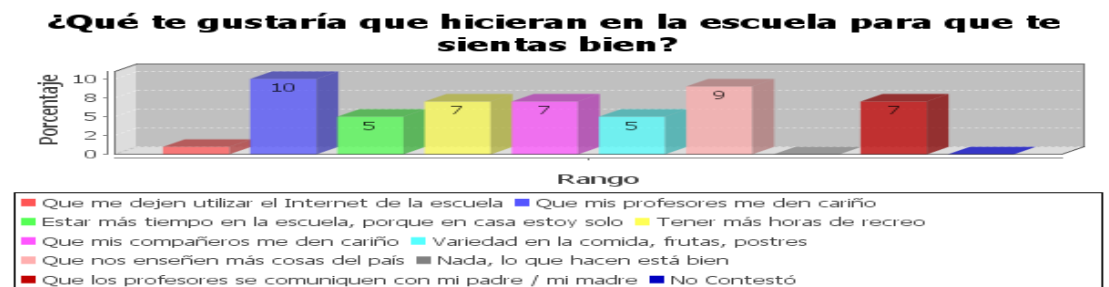 ¿Qué te gustaría que hicieran en la escuela para que te
sientas bien?
Porcentaje
10
8
5
2
0
10
5
7
7
5
9
7
Rango
Que me dejen utilizar el Internet de la escuela Que mis profesores me den cariño
Estar más tiempo en la escuela, porque en casa estoy solo Tener más horas de recreo
Que mis compañeros me den cariño Variedad en la comida, frutas, postres
Que nos enseñen más cosas del país Nada, lo que hacen está bien
Que los profesores se comuniquen con mi padre / mi madre No Contestó